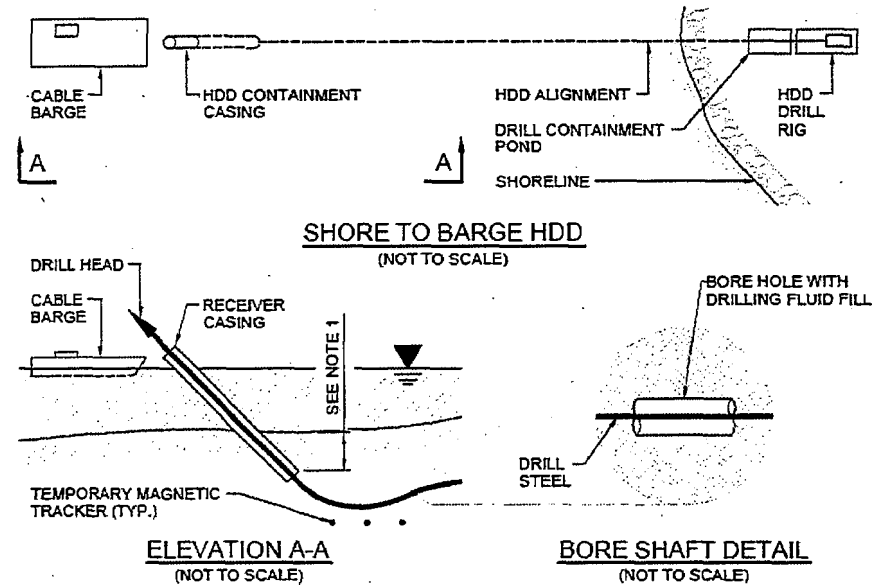 CABLE
BARGE
HDD CONTAINMENT
CASING
HDD ALIGNMENT
DRILL CONTAINMENT
POND
SHORELINE
HDD
DRILL
RIG
A
A
SHORE TO BARGE HDD
(NOT TO SCALE)
DRILL HEAD
CABLE
BARGE
RECEIVER
CASING
SEE NOTE 1
TEMPORARY MAGNETIC
TRACKER (TYP.)
ELEVATION A-A
(NOT TO SCALE)
BORE HOLE WITH
DRILLING FLUID FILL
DRILL
STEEL
BORE SHAFT DETAIL
(NOT TO SCALE)